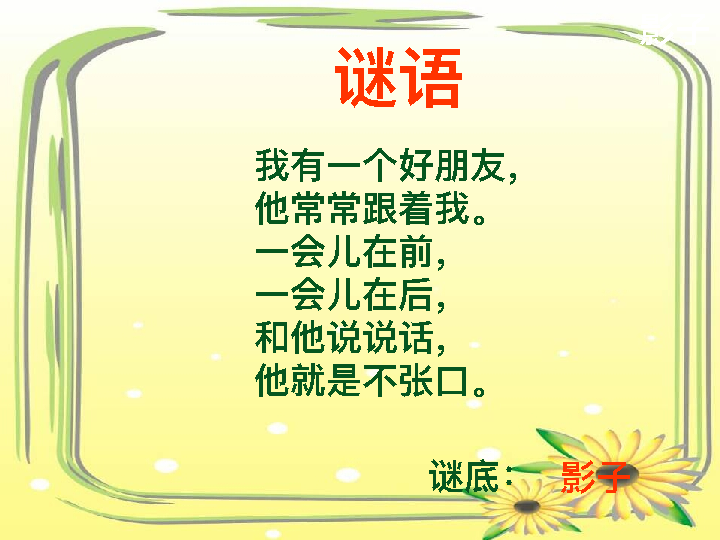 谜语
我有一个好朋友，
他常常跟着我。
一会儿在前，
一会儿在后，
和他说说话，
他就是不张口。
谜底： 影子